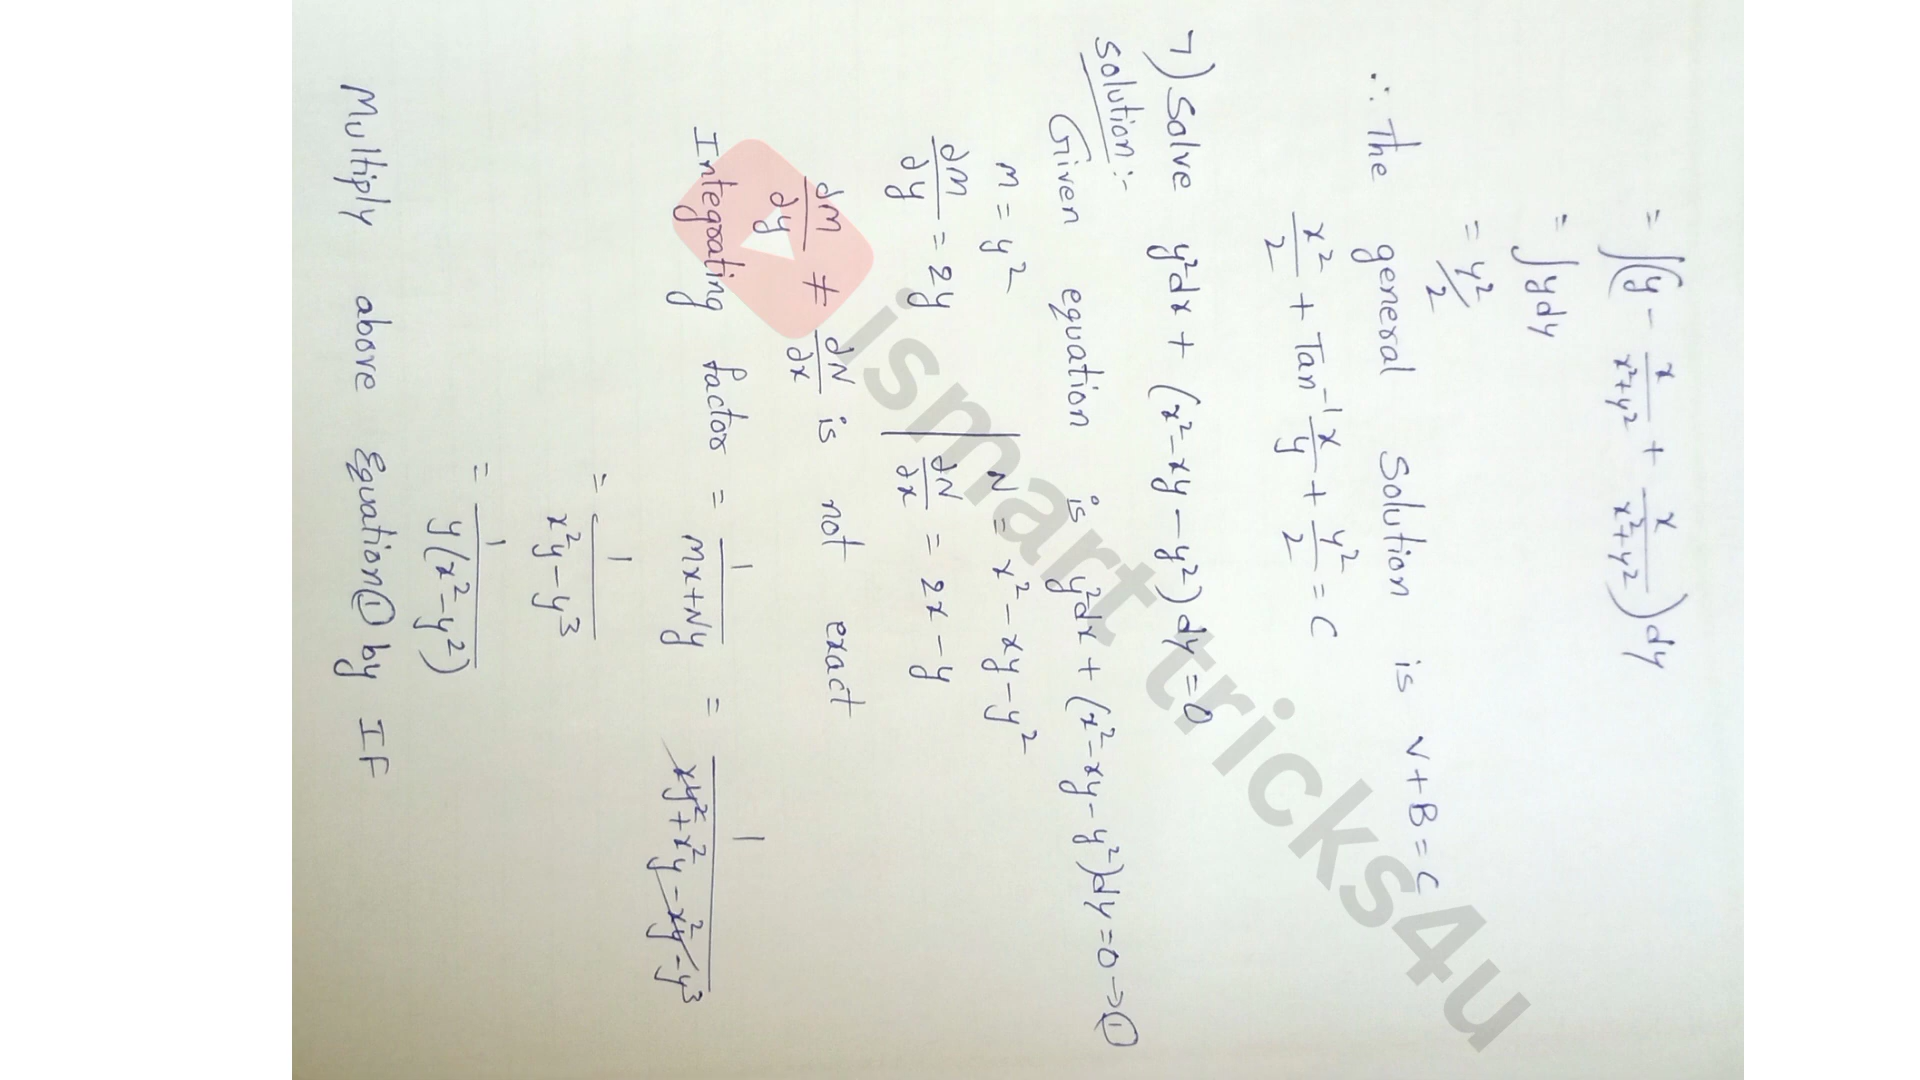 = ∫(y - x/(x²+y²) + x/(x²+y²))dy
= ∫ydy
= y²/2
∴ The general Solution is V+B=C
x²/2 + Tan⁻¹ x/y + y²/2 = C
7) Solve y²dx + (x²-xy-y²)dy=0
Solution:-
Given equation is y²dx + (x²-xy-y²)dy=0→①
M = y² | N = x²-xy-y²
∂M/∂y = 2y | ∂N/∂x = 2x-y
∂M/∂y ≠ ∂N/∂x is not exact
Integrating factor = 1/(Mx+Ny) = 1/(xy²+x²y-xy²-y³)
= 1/(x²y-y³)
= 1/(y(x²-y²))
Multiply above Equation① by IF
ismart tricks4u